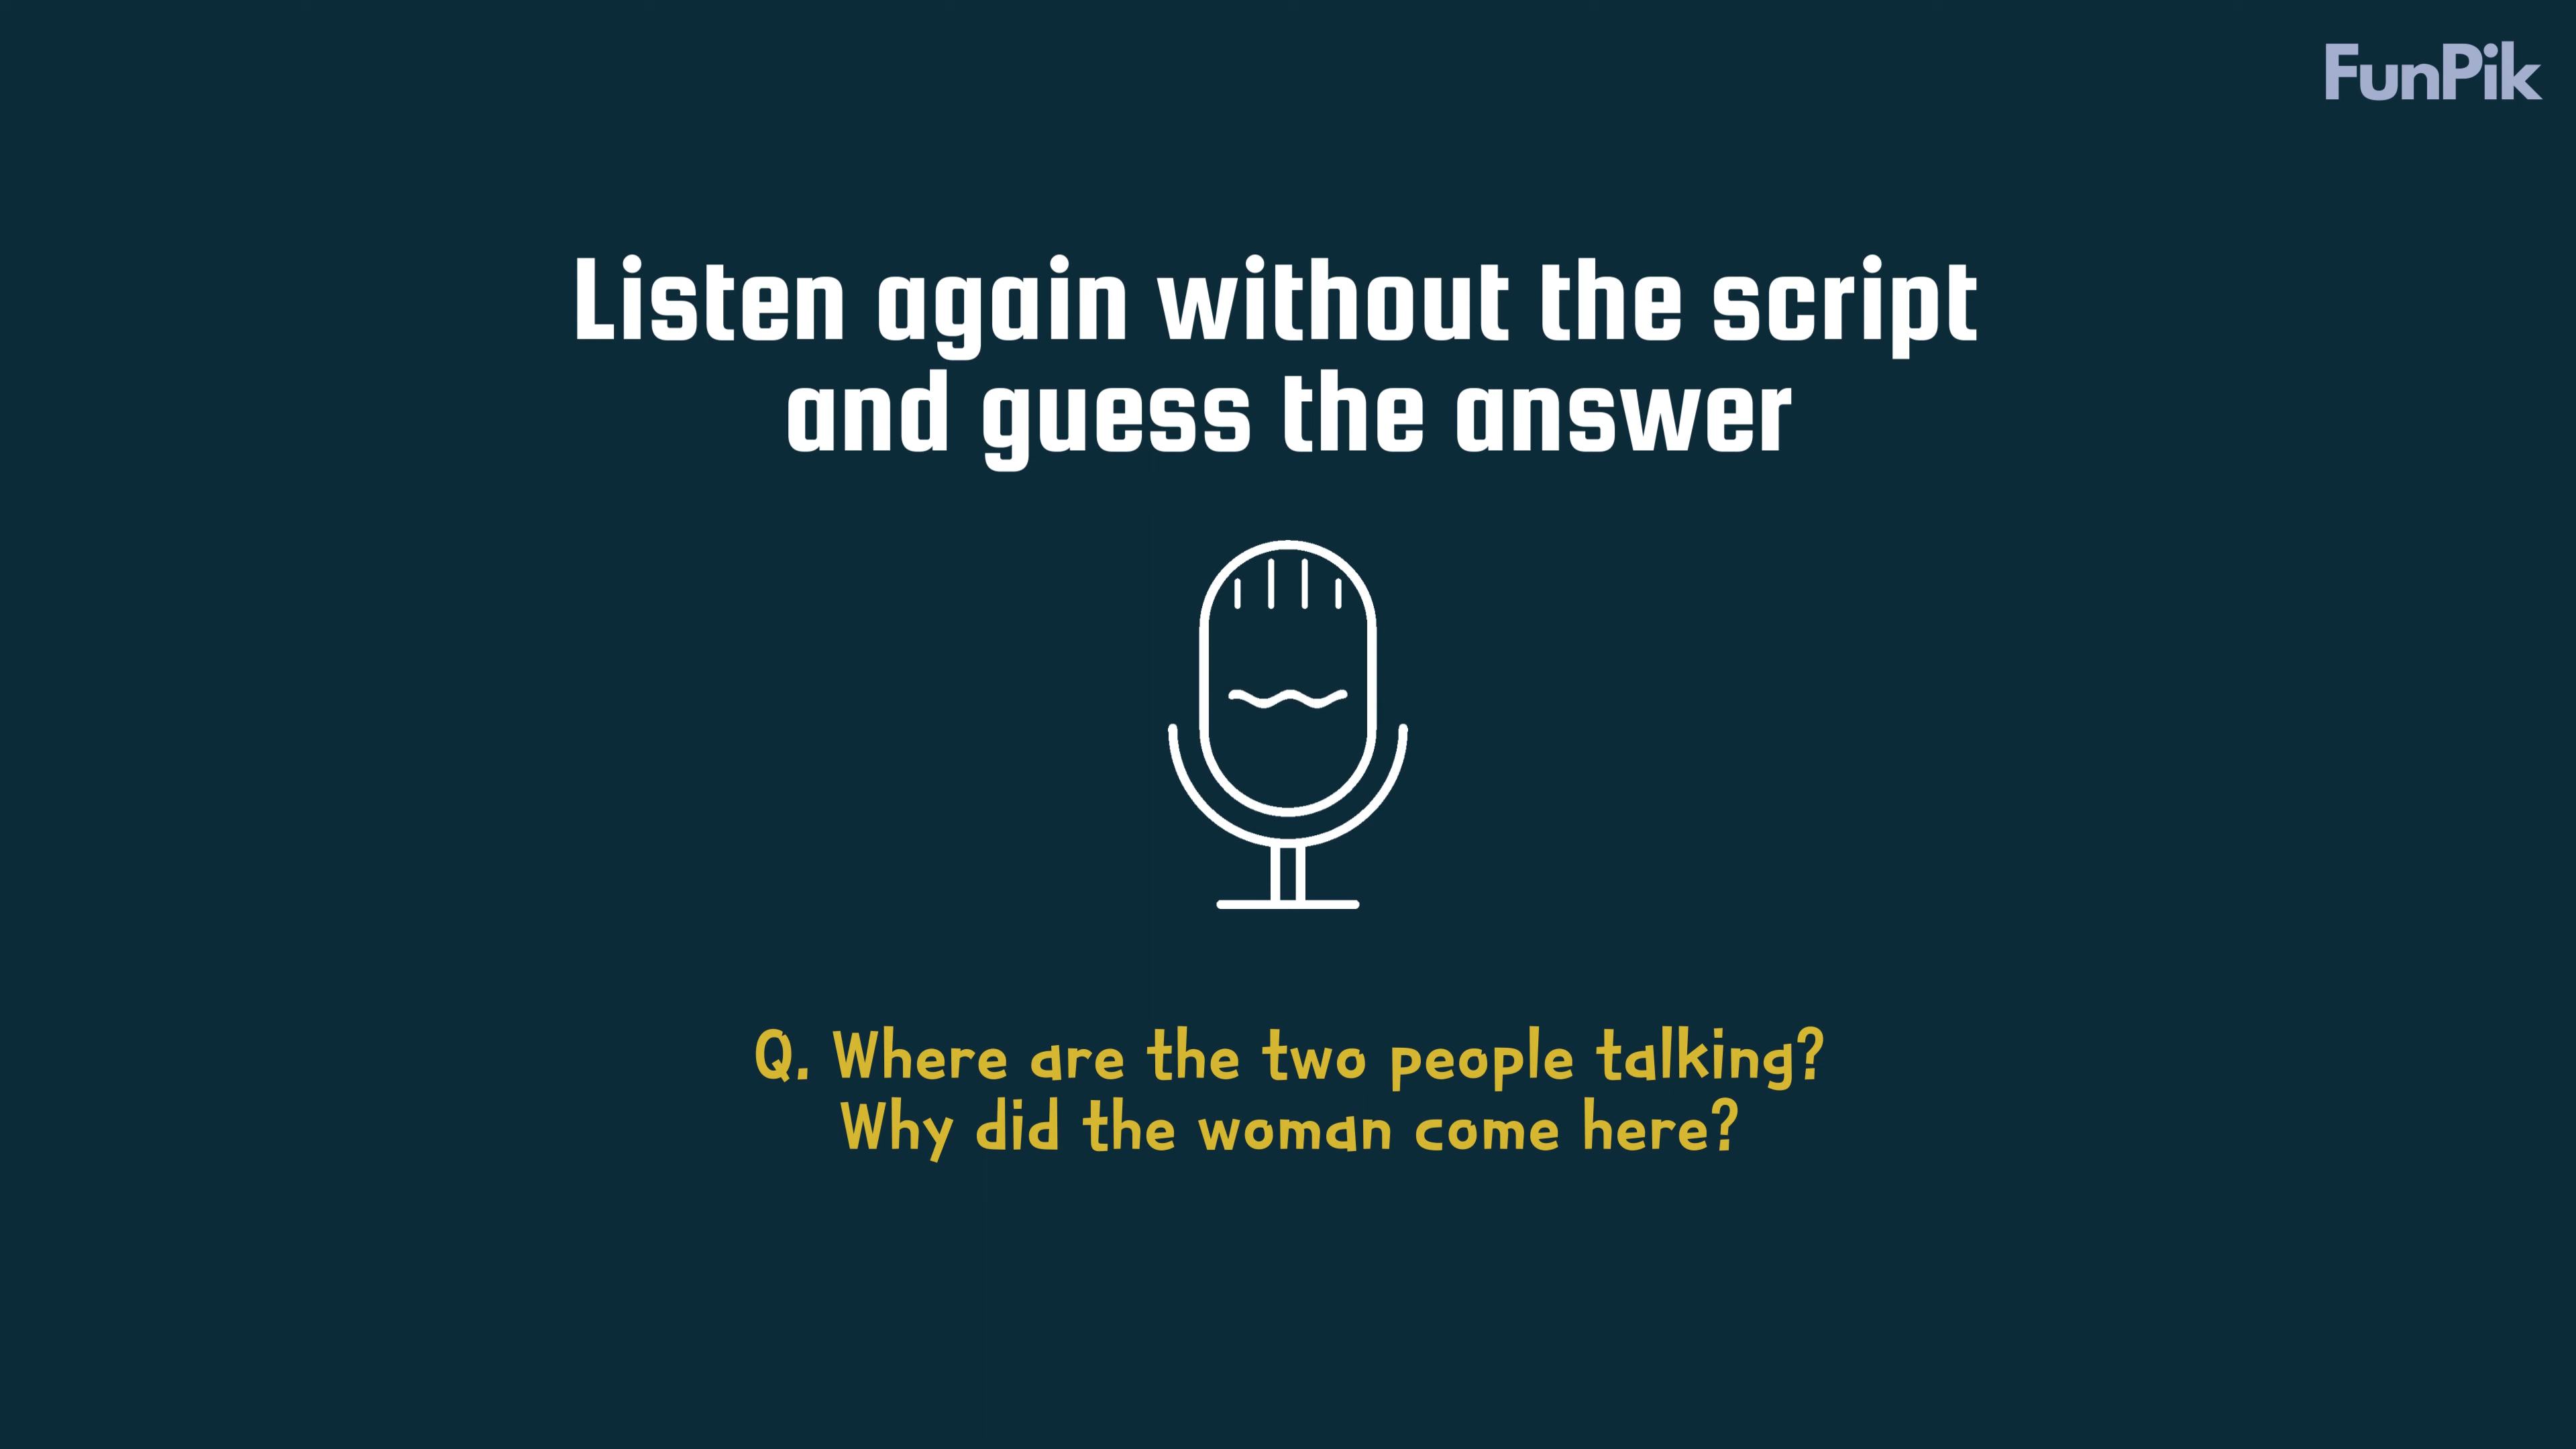 FunPik
Listen again without the script
and guess the answer
Q. Where are the two people talking?
Why did the woman come here?